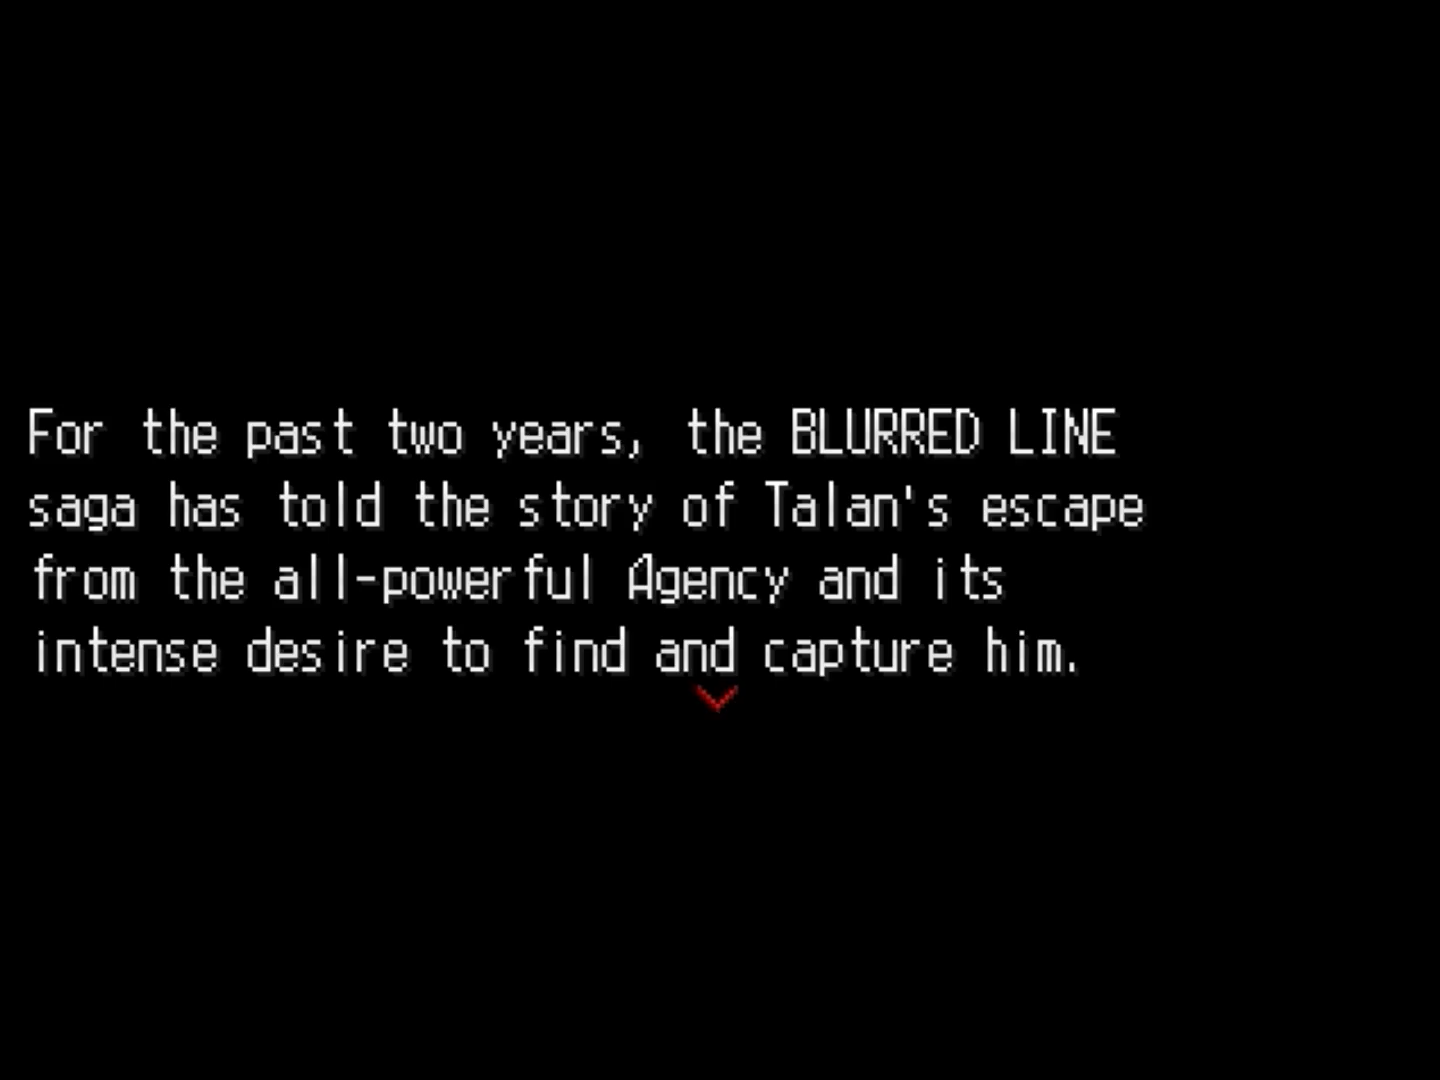 For the past two years, the BLURRED LINE
saga has told the story of Talan's escape
from the all-powerful Agency and its
intense desire to find and capture him.